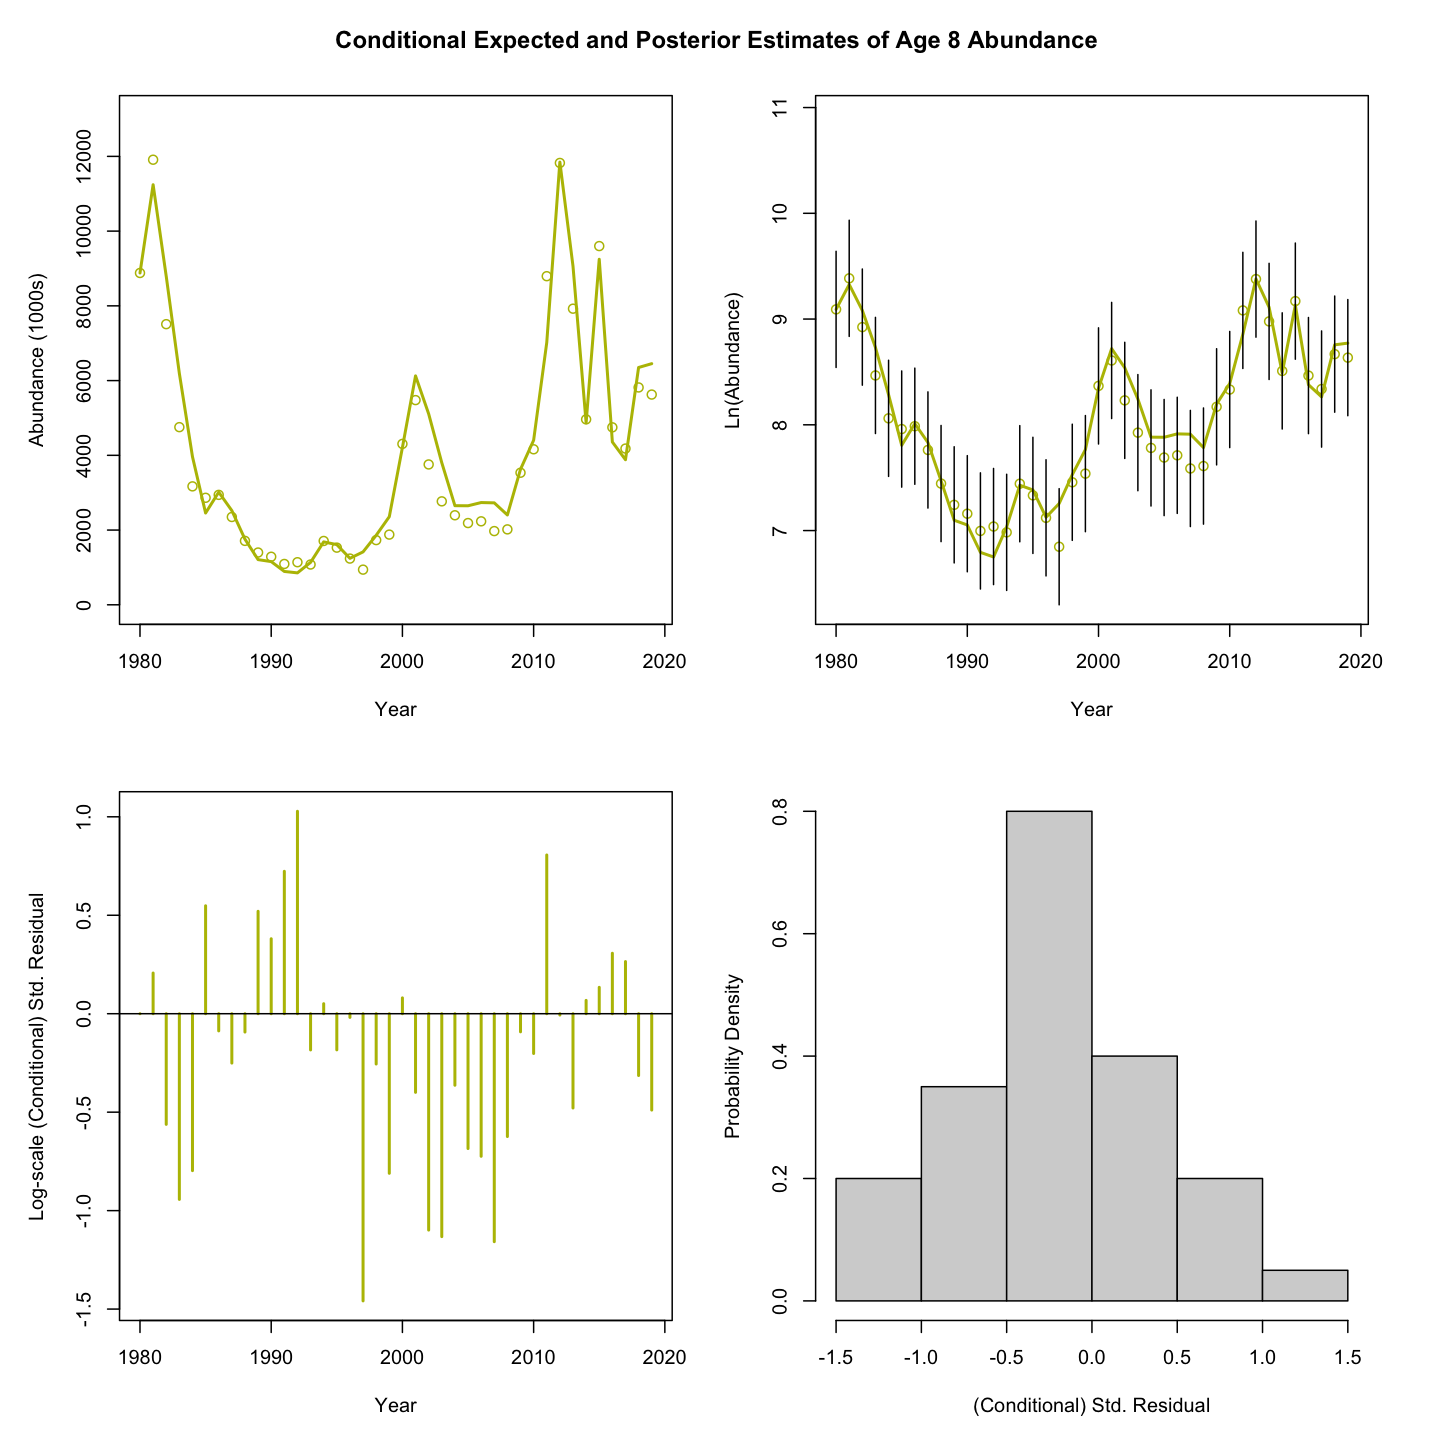 Conditional Expected and Posterior Estimates of Age 8 Abundance
Abundance (1000s)
12000
10000
8000
6000
4000
2000
0
1980 1990 2000 2010 2020
Year
Ln(Abundance)
11
10
9
8
7
1980 1990 2000 2010 2020
Year
Log-scale (Conditional) Std. Residual
1.0
0.5
0.0
-0.5
-1.0
-1.5
1980 1990 2000 2010 2020
Year
Probability Density
0.8
0.6
0.4
0.2
0.0
-1.5 -1.0 -0.5 0.0 0.5 1.0 1.5
(Conditional) Std. Residual